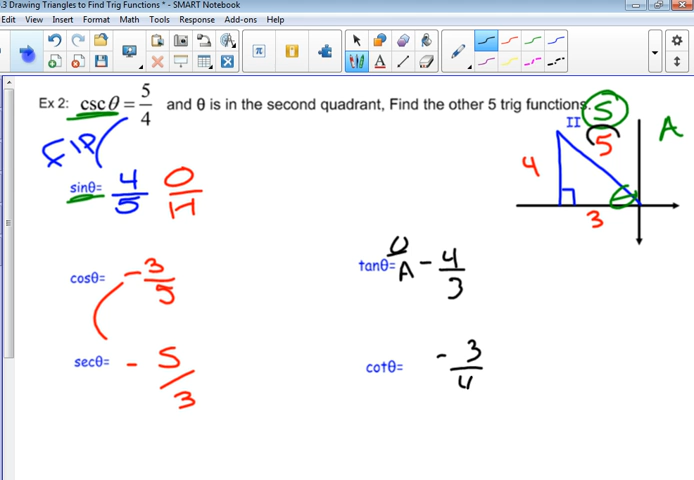 .3 Drawing Triangles to Find Trig Functions * - SMART Notebook
Edit View Insert Format Math Tools Response Add-ons Help
Ex 2: cscθ = 5/4 and θ is in the second quadrant, Find the other 5 trig functions.
S
II
5
A
4
θ
3
FLIP
sinθ= 4/5 O/H
cosθ= -3/5
tanθ= O/A -4/3
secθ= -5/3
cotθ= -3/4